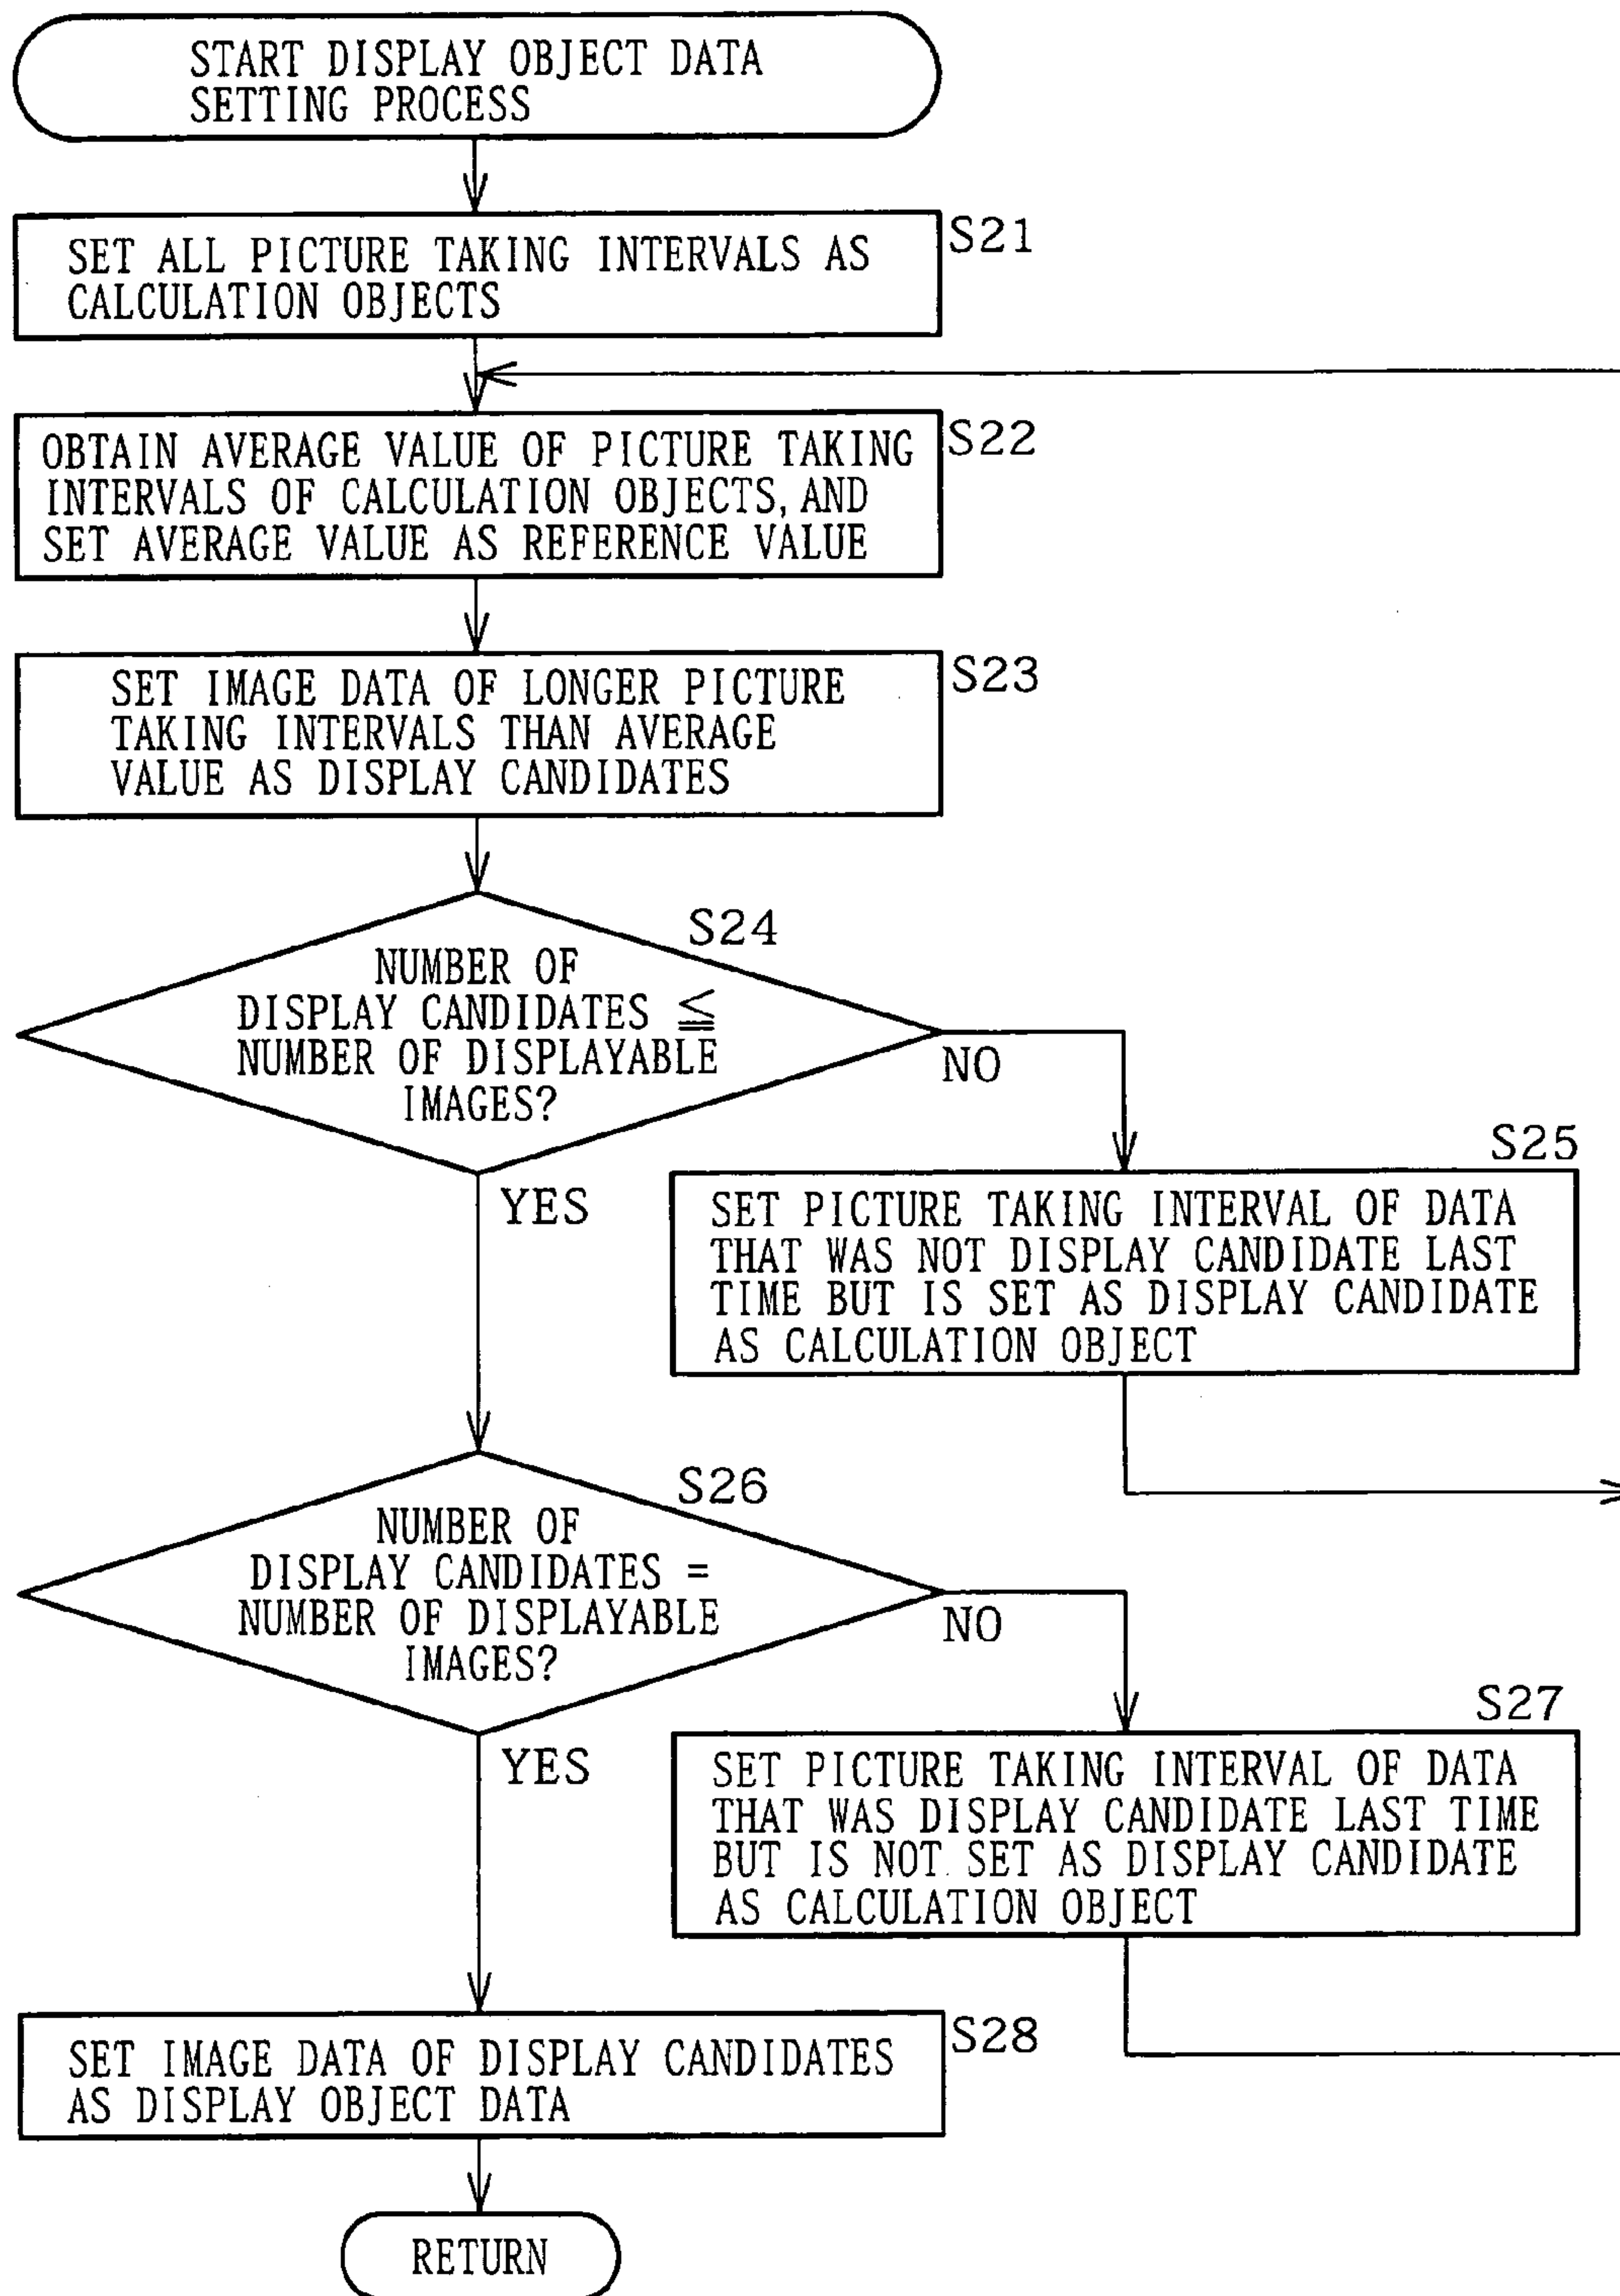 START DISPLAY OBJECT DATA
SETTING PROCESS
S21
SET ALL PICTURE TAKING INTERVALS AS
CALCULATION OBJECTS
S22
OBTAIN AVERAGE VALUE OF PICTURE TAKING
INTERVALS OF CALCULATION OBJECTS, AND
SET AVERAGE VALUE AS REFERENCE VALUE
S23
SET IMAGE DATA OF LONGER PICTURE
TAKING INTERVALS THAN AVERAGE
VALUE AS DISPLAY CANDIDATES
S24
NUMBER OF
DISPLAY CANDIDATES ≦
NUMBER OF DISPLAYABLE
IMAGES?
NO
YES
S25
SET PICTURE TAKING INTERVAL OF DATA
THAT WAS NOT DISPLAY CANDIDATE LAST
TIME BUT IS SET AS DISPLAY CANDIDATE
AS CALCULATION OBJECT
S26
NUMBER OF
DISPLAY CANDIDATES =
NUMBER OF DISPLAYABLE
IMAGES?
NO
YES
S27
SET PICTURE TAKING INTERVAL OF DATA
THAT WAS DISPLAY CANDIDATE LAST TIME
BUT IS NOT SET AS DISPLAY CANDIDATE
AS CALCULATION OBJECT
S28
SET IMAGE DATA OF DISPLAY CANDIDATES
AS DISPLAY OBJECT DATA
RETURN